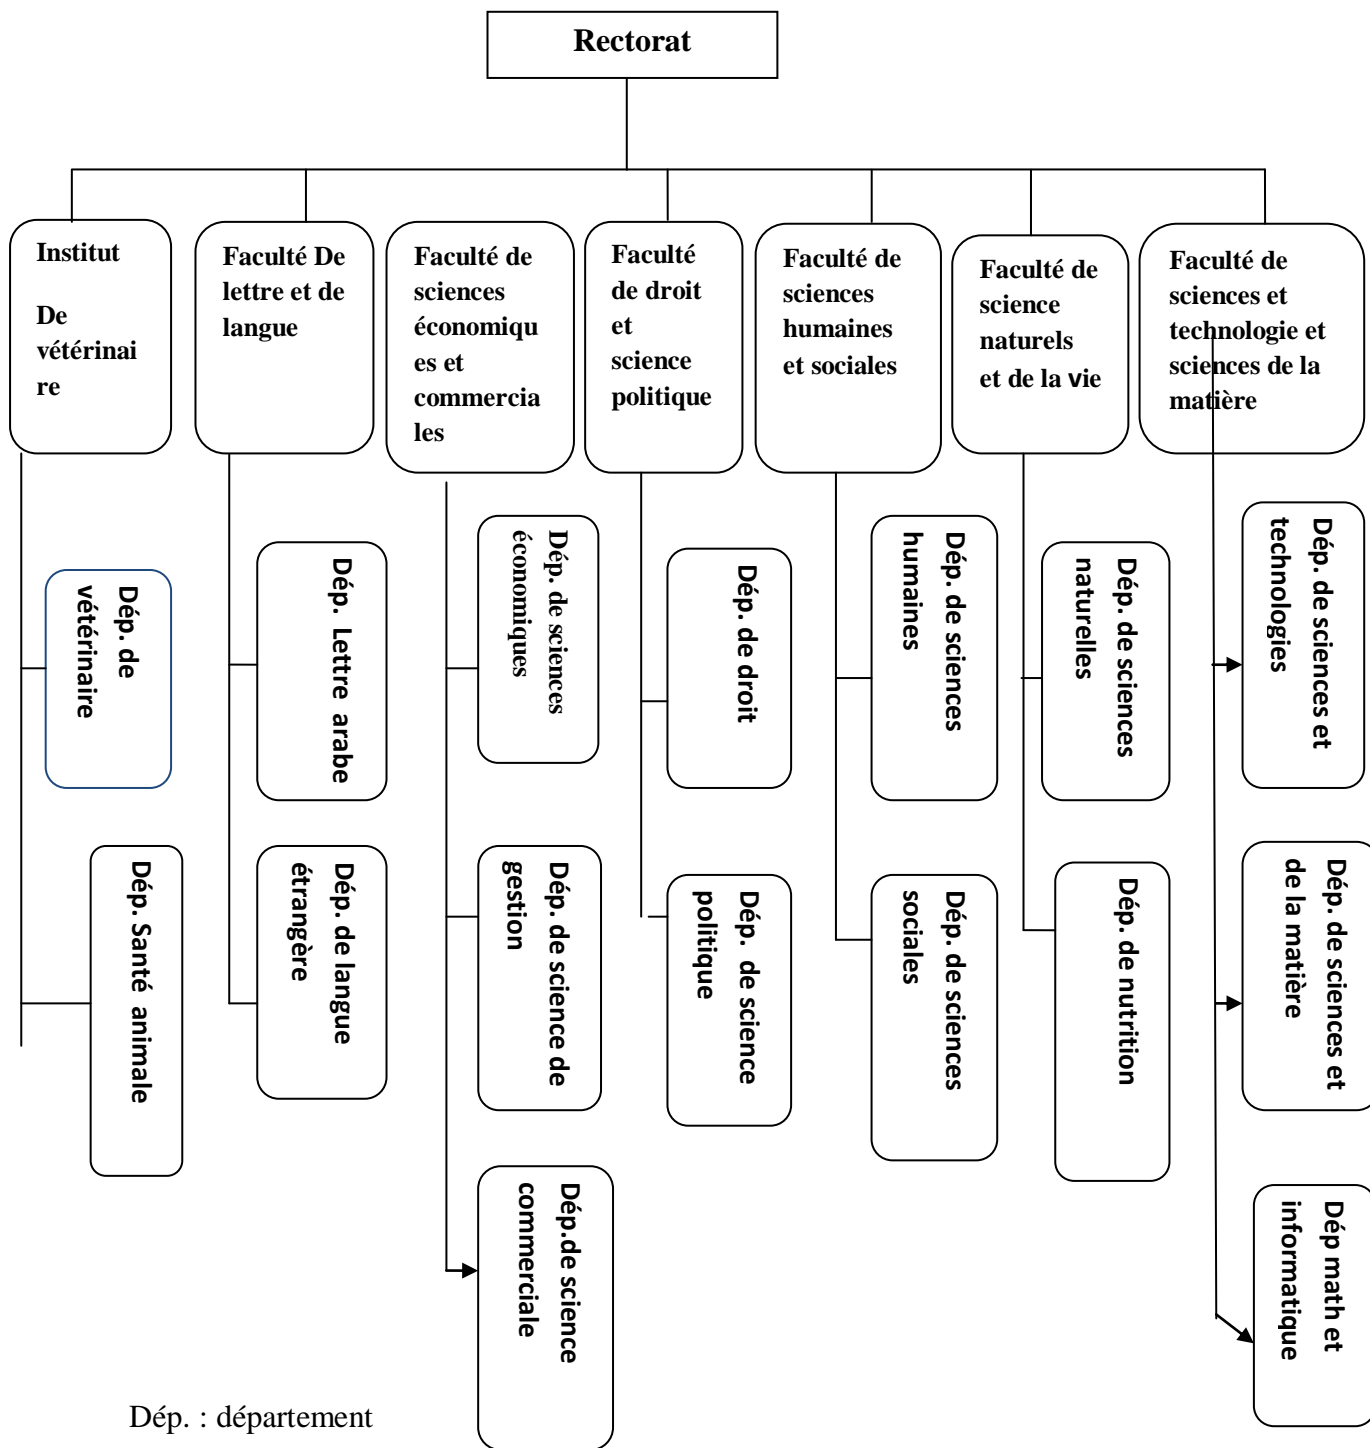 Rectorat
Institut
De
vétérinai
re
Faculté De
lettre et de
langue
Faculté de
sciences
économiqu
es et
commercia
les
Faculté
de droit
et
science
politique
Faculté de
sciences
humaines
et sociales
Faculté de
science
naturels
et de la vie
Faculté de
sciences et
technologie et
sciences de la
matière
Dép. de
vétérinaire
Dép. Lettre arabe
Dép. de sciences
économiques
Dép. de droit
Dép. de sciences
humaines
Dép. de sciences
naturelles
Dép. de sciences et
technologies
Dép. Santé animale
Dép. de langue
étrangère
Dép. de science de
gestion
Dép. de science
politique
Dép. de sciences
sociales
Dép. de nutrition
Dép. de sciences et
de la matière
Dép.de science
commerciale
Dép math et
informatique
Dép. : département